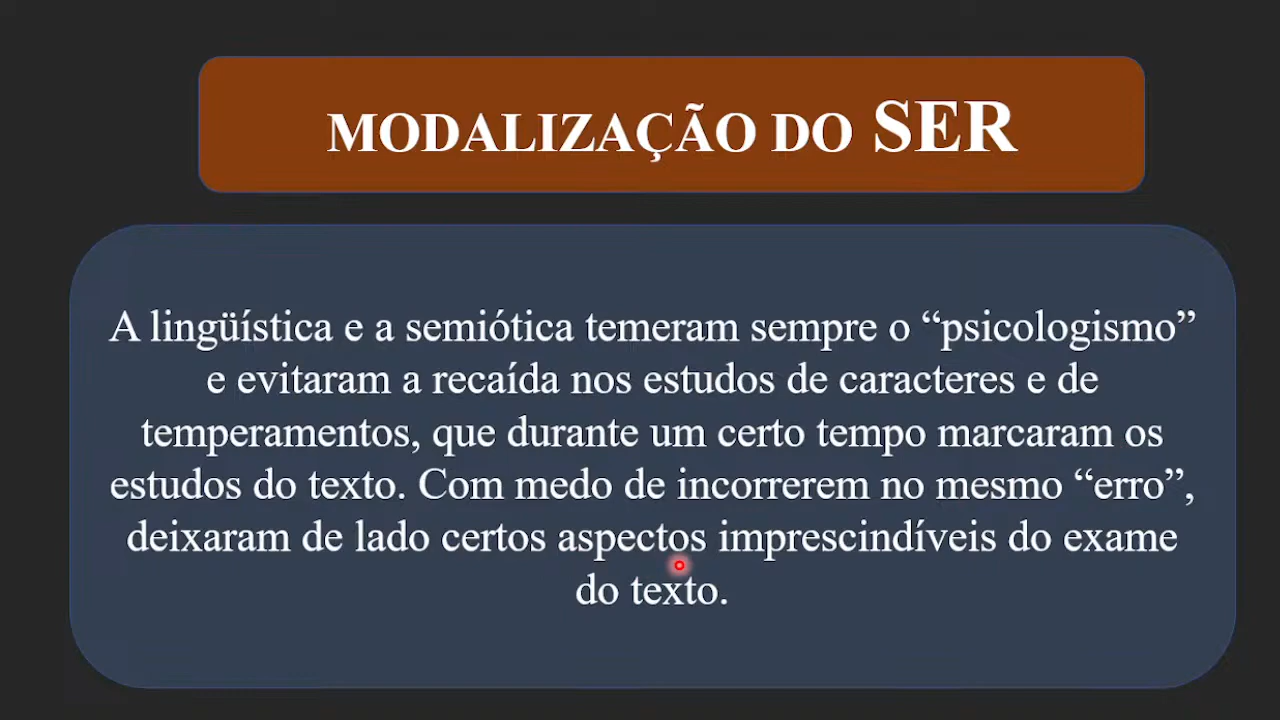 MODALIZAÇÃO DO SER
A lingüística e a semiótica temeram sempre o “psicologismo”
e evitaram a recaída nos estudos de caracteres e de
temperamentos, que durante um certo tempo marcaram os
estudos do texto. Com medo de incorrerem no mesmo “erro”,
deixaram de lado certos aspectos imprescindíveis do exame
do texto.